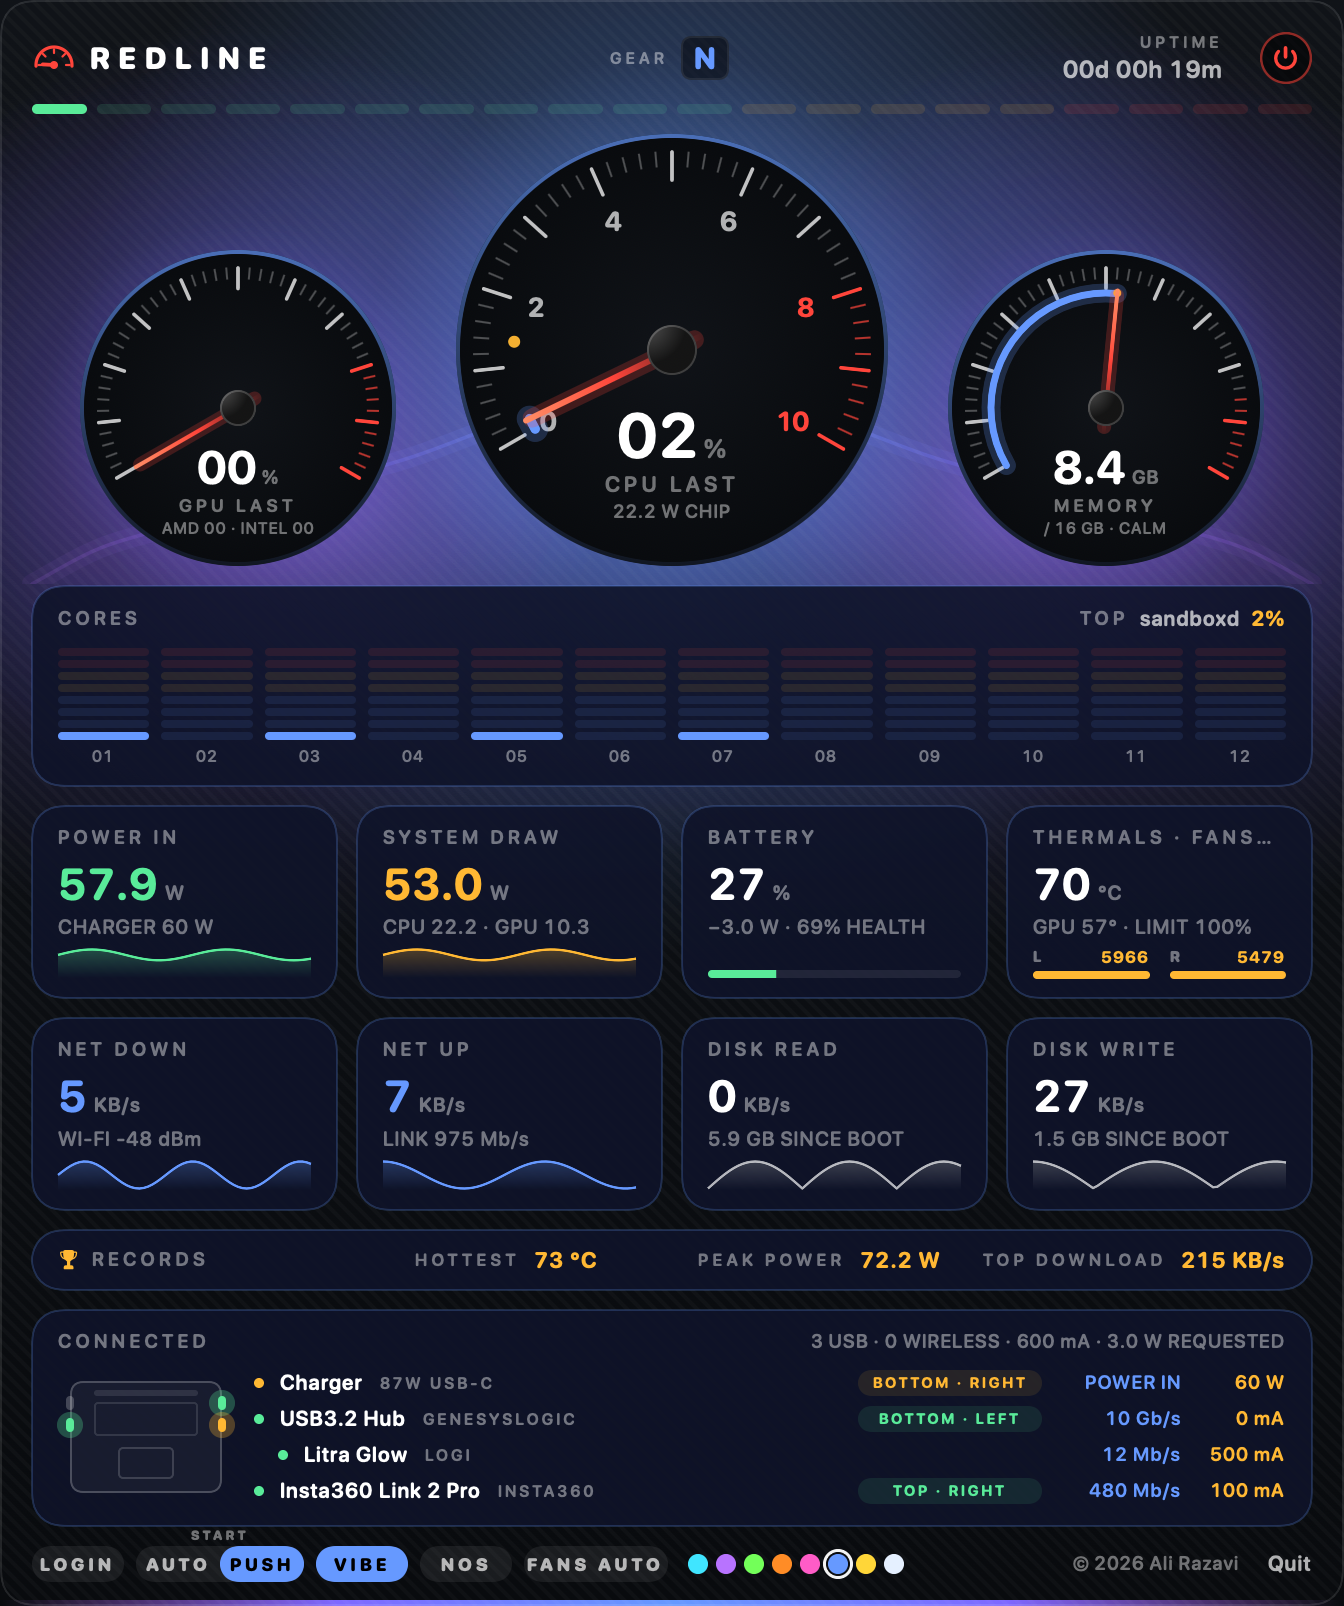 REDLINE
GEAR N
UPTIME
00d 00h 19m
4 6
2 8
0 10
02 %
CPU LAST
22.2 W CHIP
00 %
GPU LAST
AMD 00 · INTEL 00
8.4 GB
MEMORY
/ 16 GB · CALM
CORES TOP sandboxd 2%
01 02 03 04 05 06 07 08 09 10 11 12
POWER IN
57.9 W
CHARGER 60 W
SYSTEM DRAW
53.0 W
CPU 22.2 · GPU 10.3
BATTERY
27 %
−3.0 W · 69% HEALTH
THERMALS · FANS…
70 °C
GPU 57° · LIMIT 100%
L 5966 R 5479
NET DOWN
5 KB/s
WI-FI -48 dBm
NET UP
7 KB/s
LINK 975 Mb/s
DISK READ
0 KB/s
5.9 GB SINCE BOOT
DISK WRITE
27 KB/s
1.5 GB SINCE BOOT
RECORDS HOTTEST 73 °C PEAK POWER 72.2 W TOP DOWNLOAD 215 KB/s
CONNECTED 3 USB · 0 WIRELESS · 600 mA · 3.0 W REQUESTED
Charger 87W USB-C BOTTOM · RIGHT POWER IN 60 W
USB3.2 Hub GENESYSLOGIC BOTTOM · LEFT 10 Gb/s 0 mA
Litra Glow LOGI 12 Mb/s 500 mA
Insta360 Link 2 Pro INSTA360 TOP · RIGHT 480 Mb/s 100 mA
START
LOGIN AUTO PUSH VIBE NOS FANS AUTO © 2026 Ali Razavi Quit